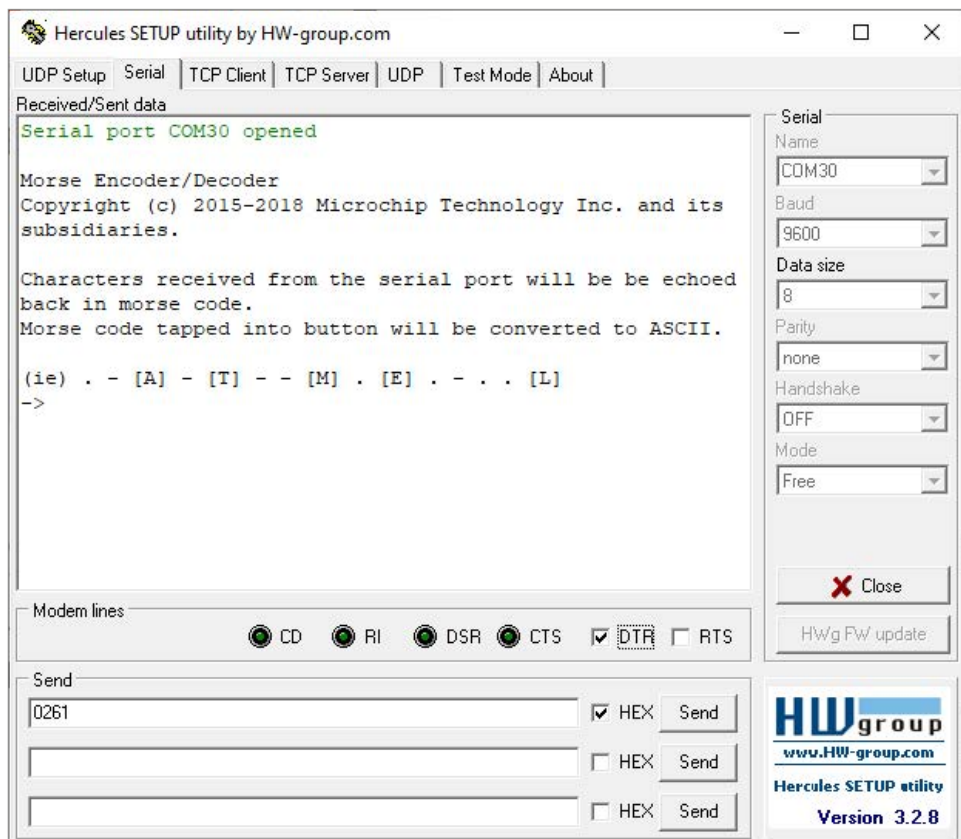 Hercules SETUP utility by HW-group.com
UDP Setup Serial TCP Client TCP Server UDP Test Mode About
Received/Sent data
Serial port COM30 opened
Morse Encoder/Decoder
Copyright (c) 2015-2018 Microchip Technology Inc. and its
subsidiaries.
Characters received from the serial port will be be echoed
back in morse code.
Morse code tapped into button will be converted to ASCII.
(ie) . - [A] - [T] - - [M] . [E] . - . . [L]
->
Serial
Name
COM30
Baud
9600
Data size
8
Parity
none
Handshake
OFF
Mode
Free
Close
HWg FW update
Modem lines
CD RI DSR CTS DTR RTS
Send
0261 HEX Send
HEX Send
HEX Send
HW group
www.HW-group.com
Hercules SETUP utility
Version 3.2.8